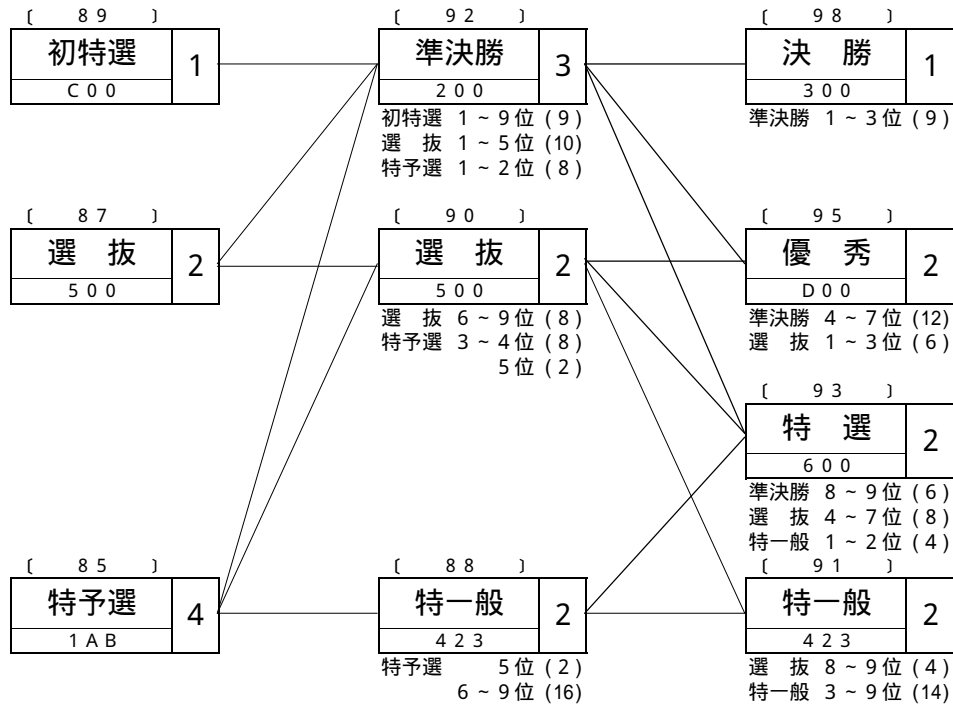 〔 89 〕
初特選 1
C00
〔 92 〕
準決勝 3
200
初特選 1～9位(9)
選 抜 1～5位(10)
特予選 1～2位(8)
〔 98 〕
決 勝 1
300
準決勝 1～3位(9)
〔 87 〕
選 抜 2
500
〔 90 〕
選 抜 2
500
選 抜 6～9位(8)
特予選 3～4位(8)
5位(2)
〔 95 〕
優 秀 2
D00
準決勝 4～7位(12)
選 抜 1～3位(6)
〔 93 〕
特 選 2
600
準決勝 8～9位(6)
選 抜 4～7位(8)
特一般 1～2位(4)
〔 85 〕
特予選 4
1AB
〔 88 〕
特一般 2
423
特予選 5位(2)
6～9位(16)
〔 91 〕
特一般 2
423
選 抜 8～9位(4)
特一般 3～9位(14)